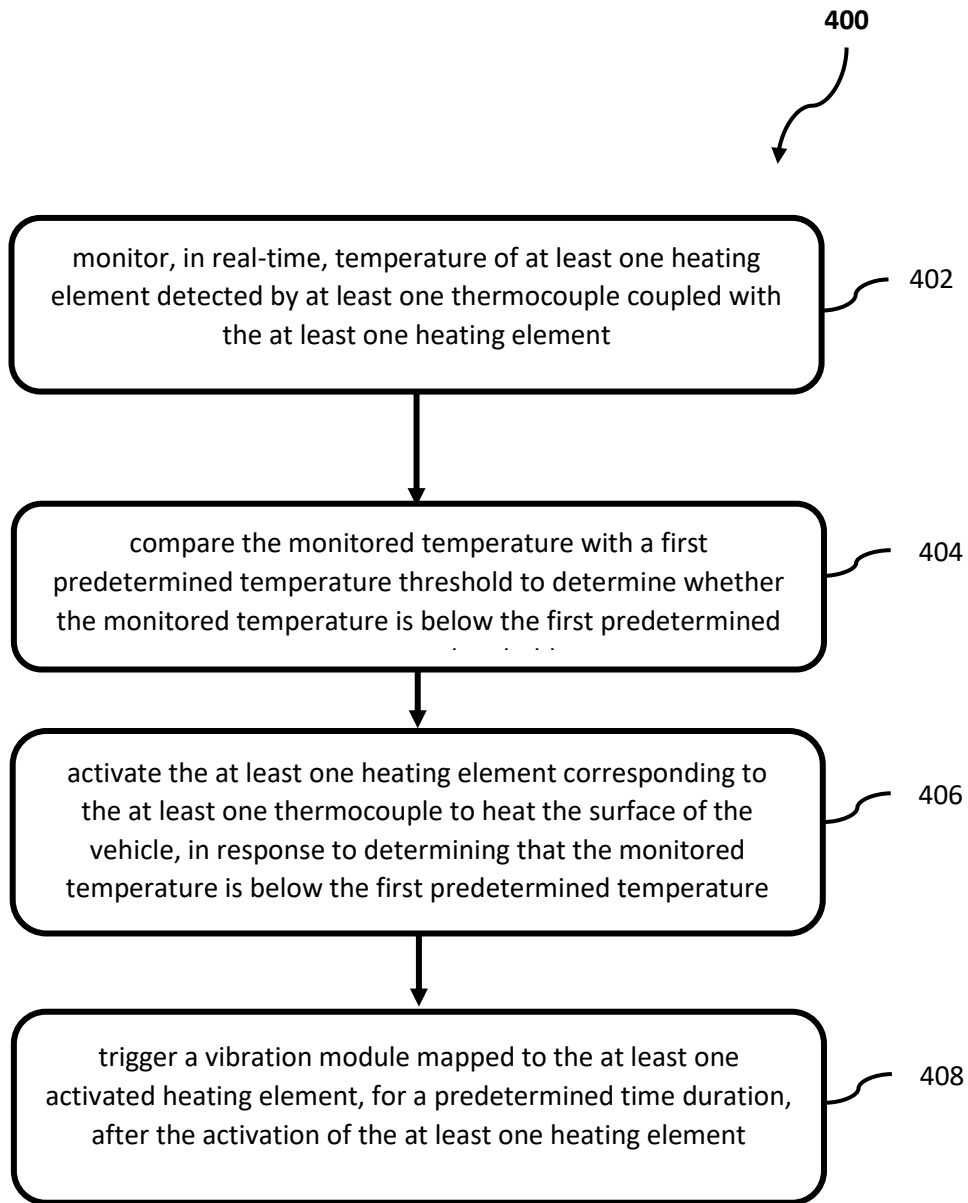 400
monitor, in real-time, temperature of at least one heating
element detected by at least one thermocouple coupled with
the at least one heating element
402
compare the monitored temperature with a first
predetermined temperature threshold to determine whether
the monitored temperature is below the first predetermined
404
activate the at least one heating element corresponding to
the at least one thermocouple to heat the surface of the
vehicle, in response to determining that the monitored
temperature is below the first predetermined temperature
406
trigger a vibration module mapped to the at least one
activated heating element, for a predetermined time duration,
after the activation of the at least one heating element
408